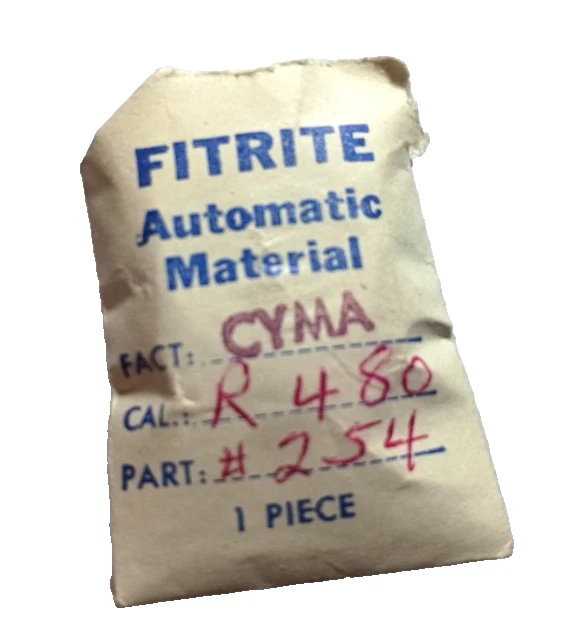 FITRITE
Automatic
Material
FACT: CYMA
CAL.: R 480
PART: # 254
1 PIECE